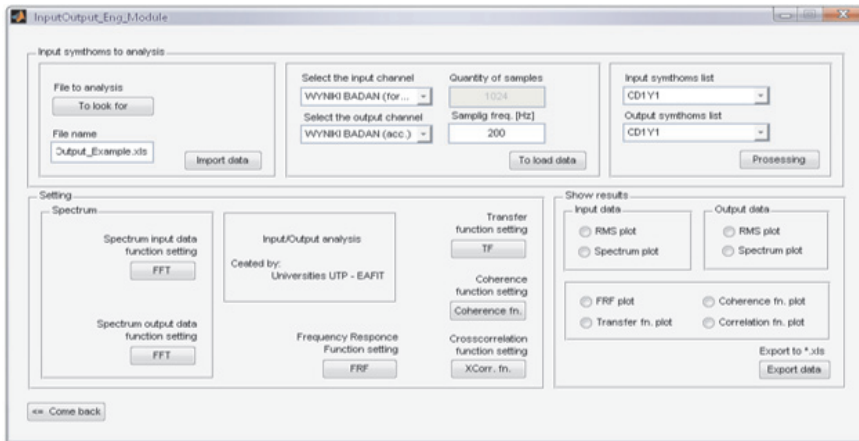 InputOutput_Eng_Module
Input symthoms to analysis
File to analysis
To look for
File name
Output_Example.xls
Import data
Select the input channel
WYNIKI BADAN (for...
Select the output channel
WYNIKI BADAN (acc.)
Quantity of samples
1024
Samplig freq. [Hz]
200
To load data
Input symthoms list
CD1Y1
Output symthoms list
CD1Y1
Prosessing
Setting
Spectrum
Spectrum input data
function setting
FFT
Spectrum output data
function setting
FFT
Input/Output analysis
Ceated by:
Universities UTP - EAFIT
Frequency Responce
Function setting
FRF
Transfer
function setting
TF
Coherence
function setting
Coherence fn.
Crosscorrelation
function setting
XCorr. fn.
Show results
Input data
RMS plot
Spectrum plot
Output data
RMS plot
Spectrum plot
FRF plot
Coherence fn. plot
Transfer fn. plot
Correlation fn. plot
Export to *.xls
Export data
<= Come back